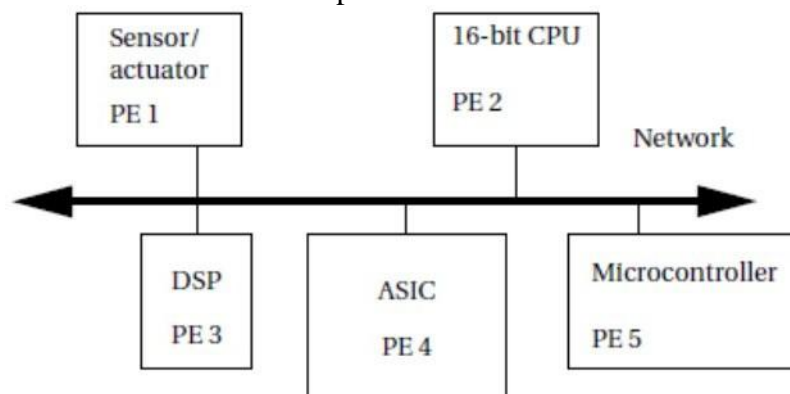 Sensor/
actuator
PE 1
16-bit CPU
PE 2
Network
DSP
PE 3
ASIC
PE 4
Microcontroller
PE 5